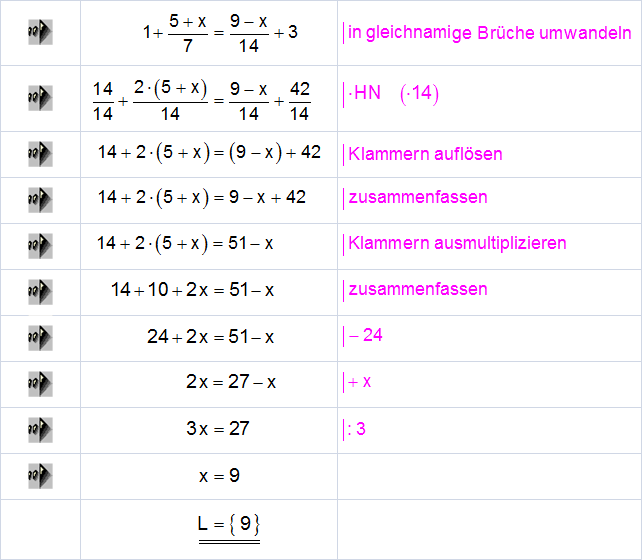 1 + (5 + x)/7 = (9 − x)/14 + 3 | in gleichnamige Brüche umwandeln
14/14 + (2·(5 + x))/14 = (9 − x)/14 + 42/14 | ·HN (·14)
14 + 2·(5 + x) = (9 − x) + 42 | Klammern auflösen
14 + 2·(5 + x) = 9 − x + 42 | zusammenfassen
14 + 2·(5 + x) = 51 − x | Klammern ausmultiplizieren
14 + 10 + 2x = 51 − x | zusammenfassen
24 + 2x = 51 − x | − 24
2x = 27 − x | + x
3x = 27 | : 3
x = 9
L = {9}